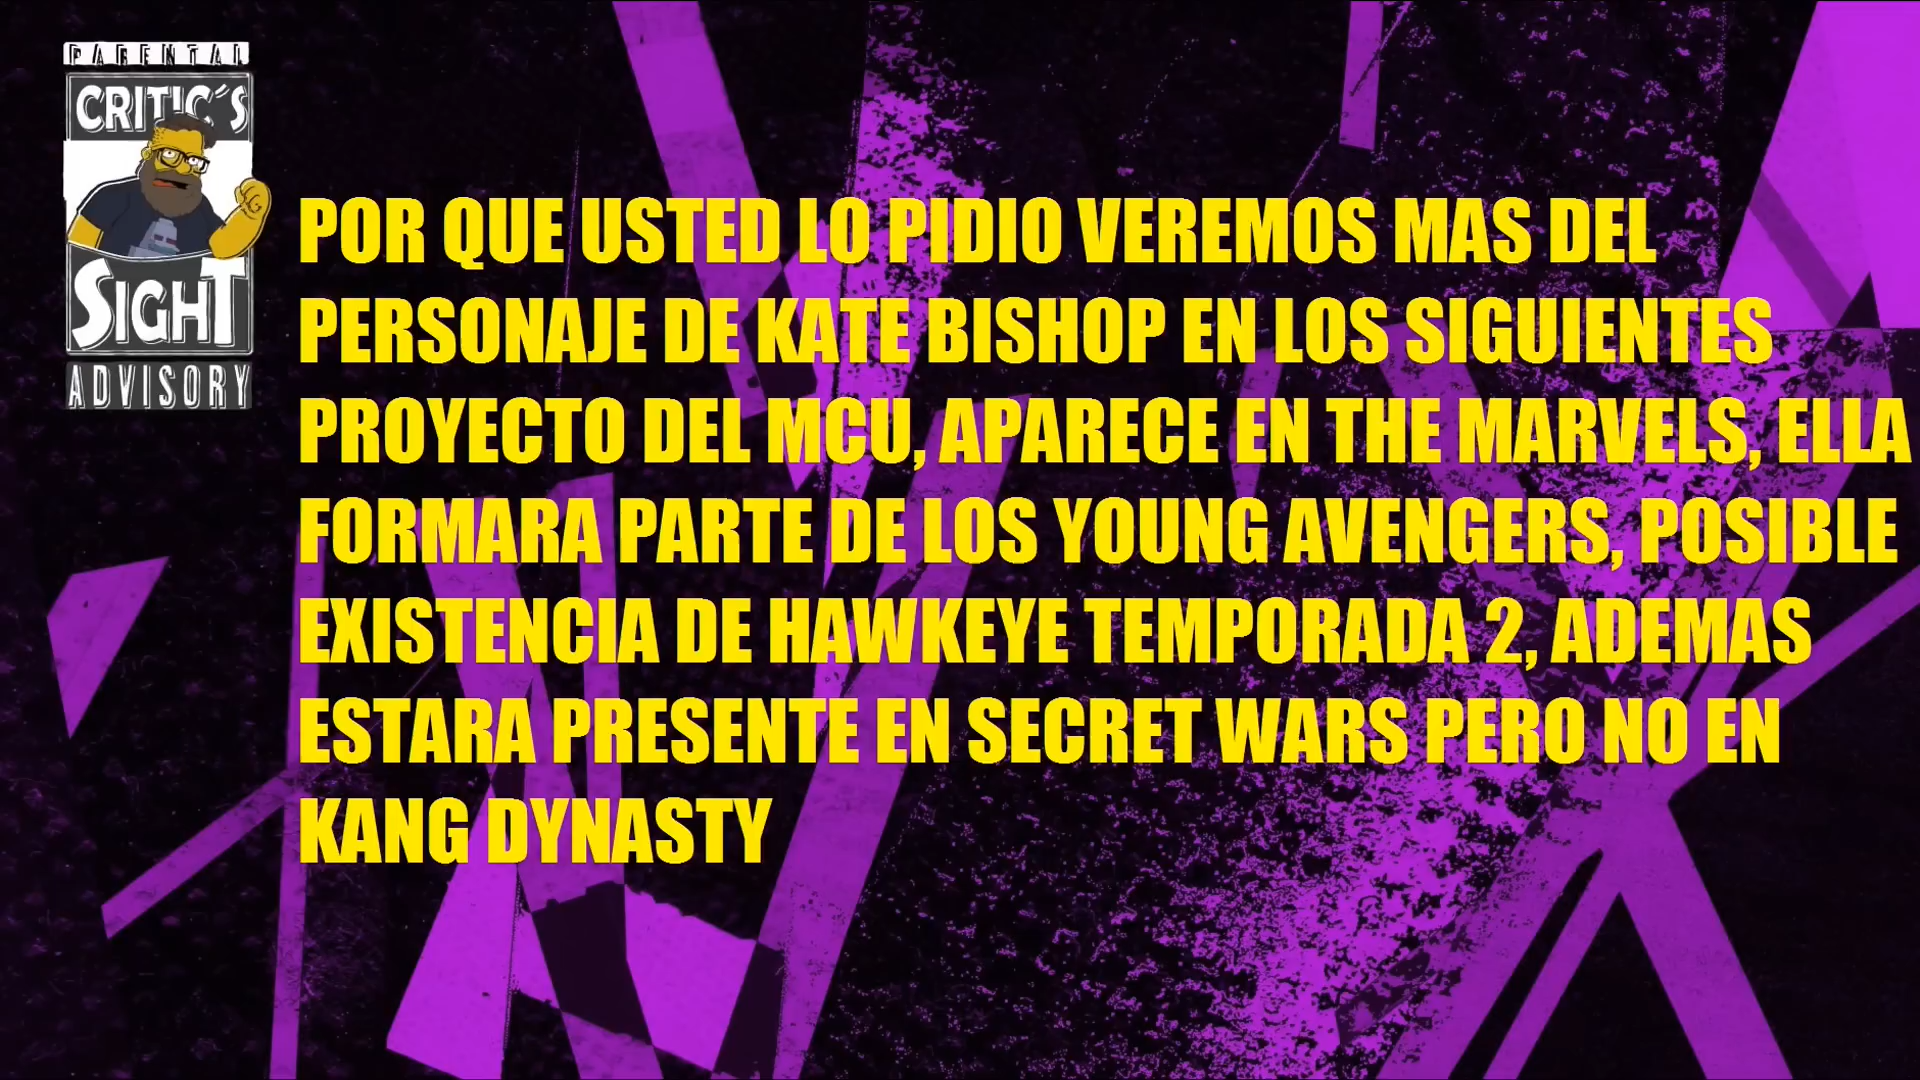 PARENTAL
CRITIC´S
SIGHT
ADVISORY
POR QUE USTED LO PIDIO VEREMOS MAS DEL
PERSONAJE DE KATE BISHOP EN LOS SIGUIENTES
PROYECTO DEL MCU, APARECE EN THE MARVELS, ELLA
FORMARA PARTE DE LOS YOUNG AVENGERS, POSIBLE
EXISTENCIA DE HAWKEYE TEMPORADA 2, ADEMAS
ESTARA PRESENTE EN SECRET WARS PERO NO EN
KANG DYNASTY